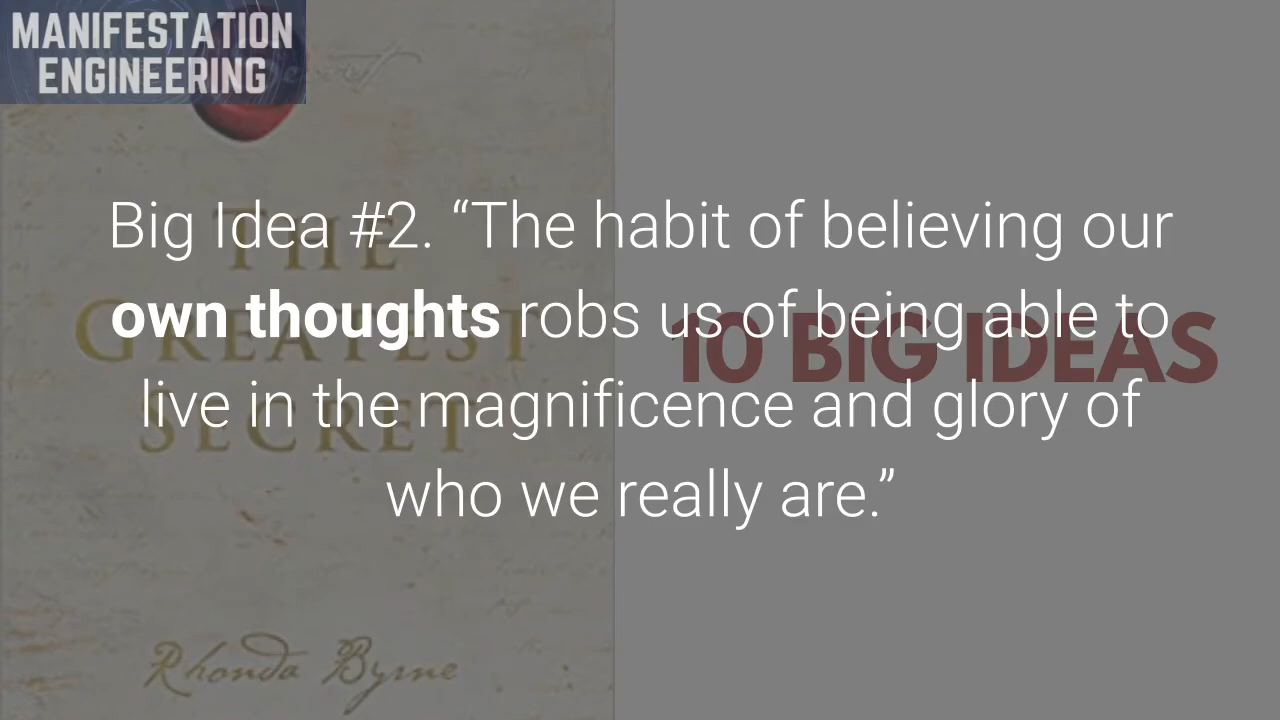 MANIFESTATION
ENGINEERING
Secret
Big Idea #2. “The habit of believing our
own thoughts robs us of being able to
live in the magnificence and glory of
who we really are.”
THE
GREATEST
SECRET
10 BIG IDEAS
Rhonda Byrne